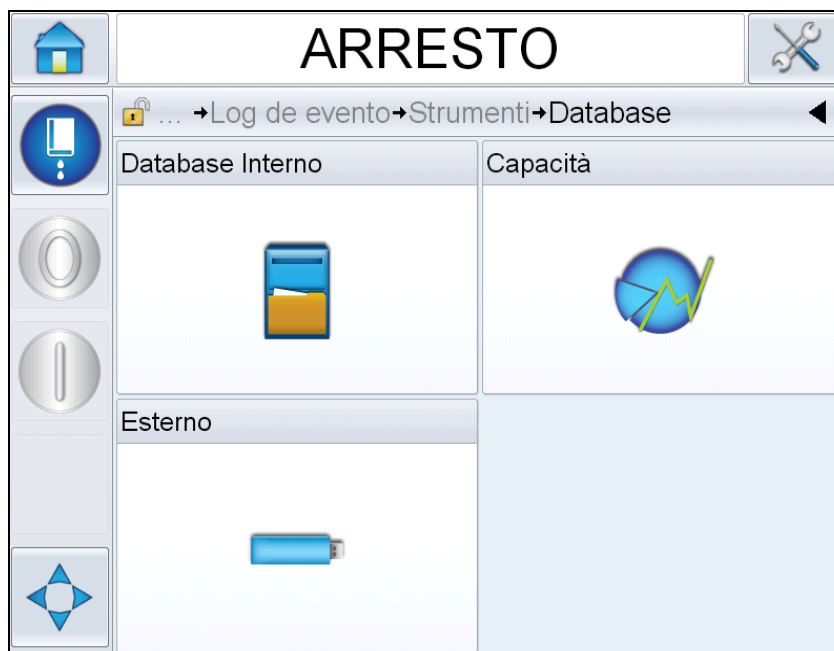 ARRESTO
... →Log de evento→Strumenti→Database
Database Interno
Capacità
Esterno